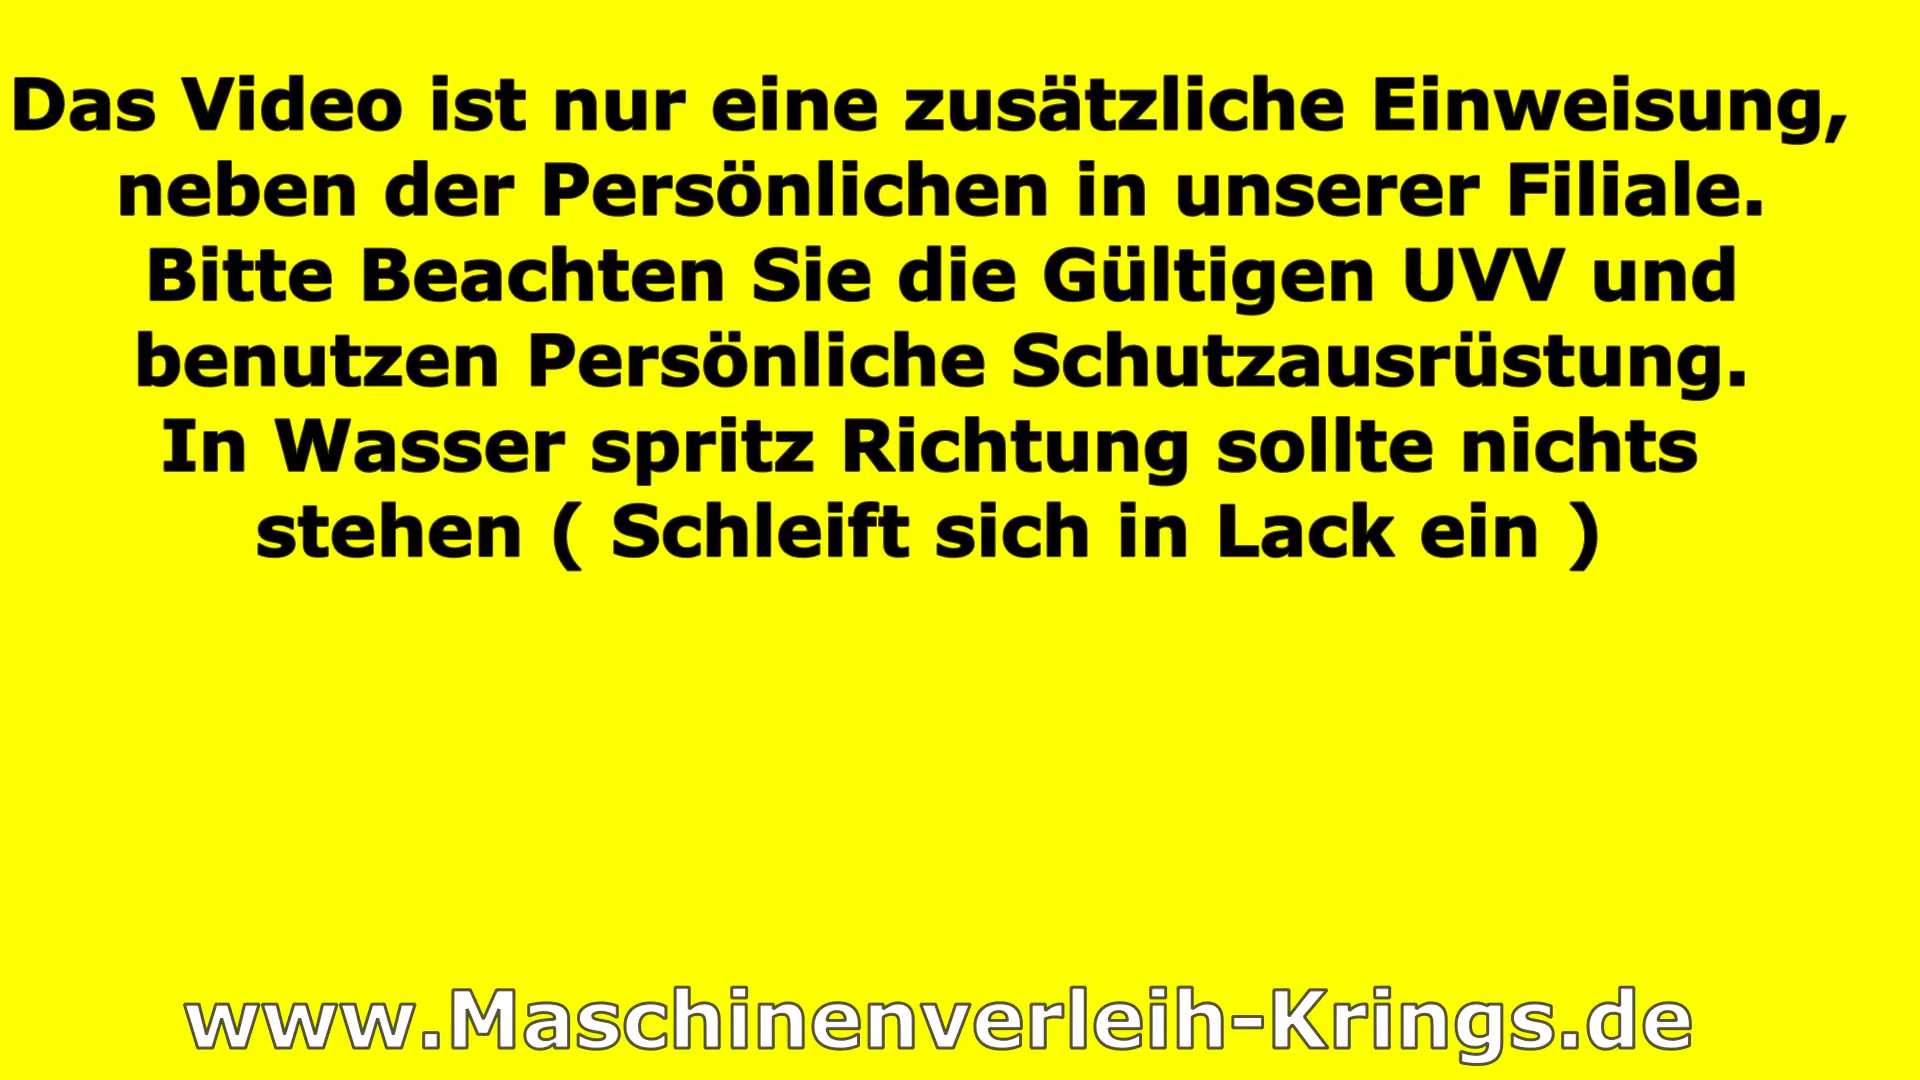 Das Video ist nur eine zusätzliche Einweisung,
neben der Persönlichen in unserer Filiale.
Bitte Beachten Sie die Gültigen UVV und
benutzen Persönliche Schutzausrüstung.
In Wasser spritz Richtung sollte nichts
stehen ( Schleift sich in Lack ein )
www.Maschinenverleih-Krings.de